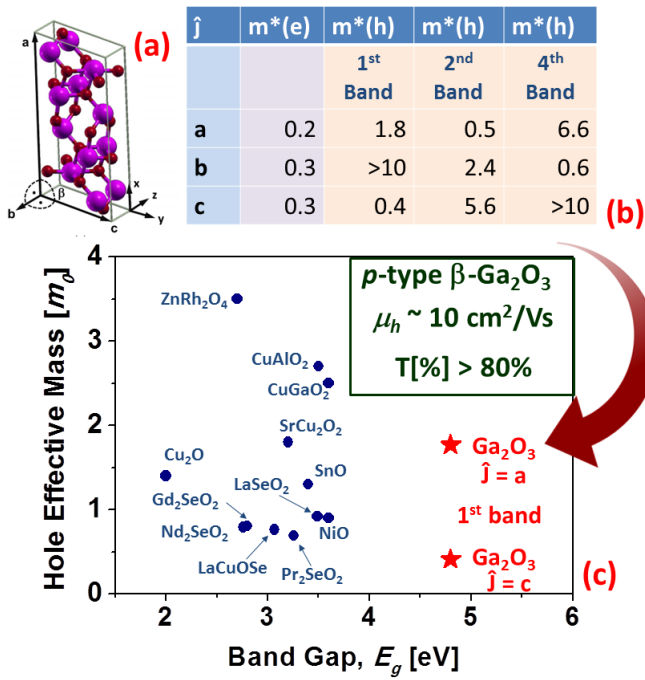 (a)
a
β
b
c
x
z
y
ĵ m*(e) m*(h) m*(h) m*(h)
1st Band 2nd Band 4th Band
a 0.2 1.8 0.5 6.6
b 0.3 >10 2.4 0.6
c 0.3 0.4 5.6 >10
(b)
Hole Effective Mass [m0]
4
3
2
1
0
ZnRh2O4
CuAlO2
CuGaO2
SrCu2O2
Cu2O
SnO
LaSeO2
Gd2SeO2
Nd2SeO2
NiO
LaCuOSe
Pr2SeO2
p-type β-Ga2O3
μh ~ 10 cm2/Vs
T[%] > 80%
Ga2O3
ĵ = a
1st band
Ga2O3
ĵ = c
(c)
2 3 4 5 6
Band Gap, Eg [eV]